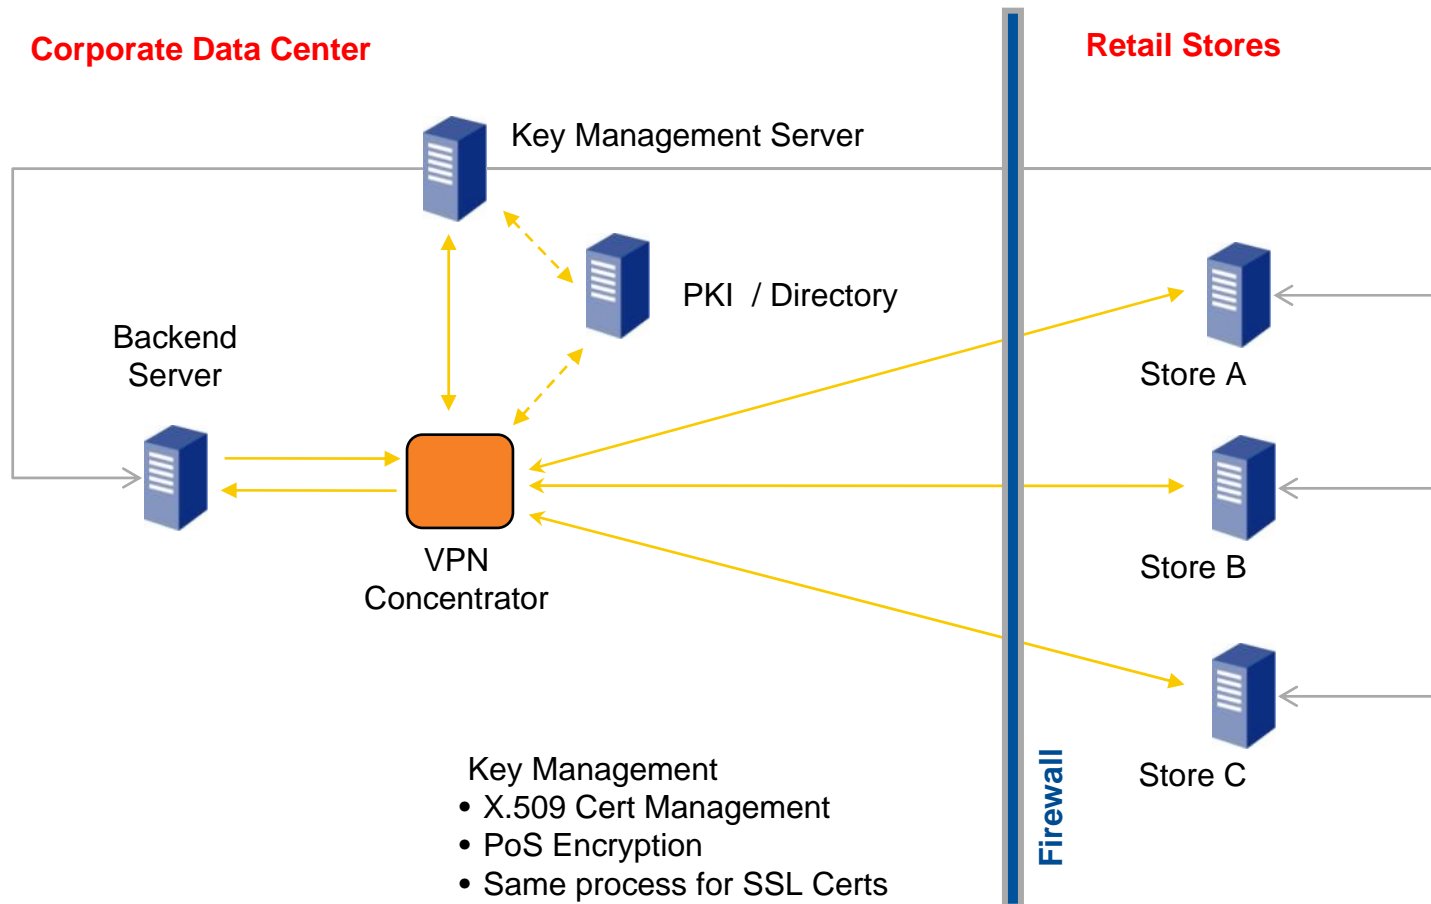 Corporate Data Center
Retail Stores
Key Management Server
PKI / Directory
Backend
Server
Store A
VPN
Concentrator
Store B
Store C
Firewall
Key Management
• X.509 Cert Management
• PoS Encryption
• Same process for SSL Certs